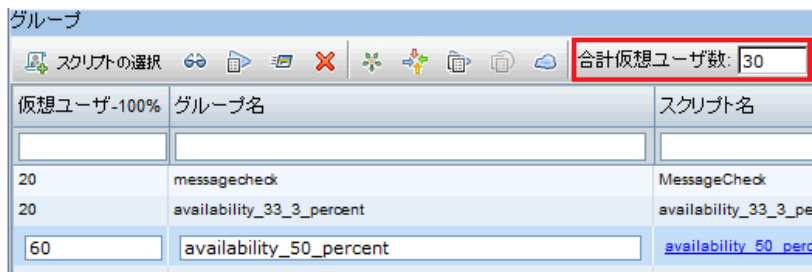 グループ
スクリプトの選択 合計仮想ユーザ数: 30
仮想ユーザ-100% グループ名 スクリプト名
20 messagecheck MessageCheck
20 availability_33_3_percent availability_33_3_pe
60 availability_50_percent availability_50_perc